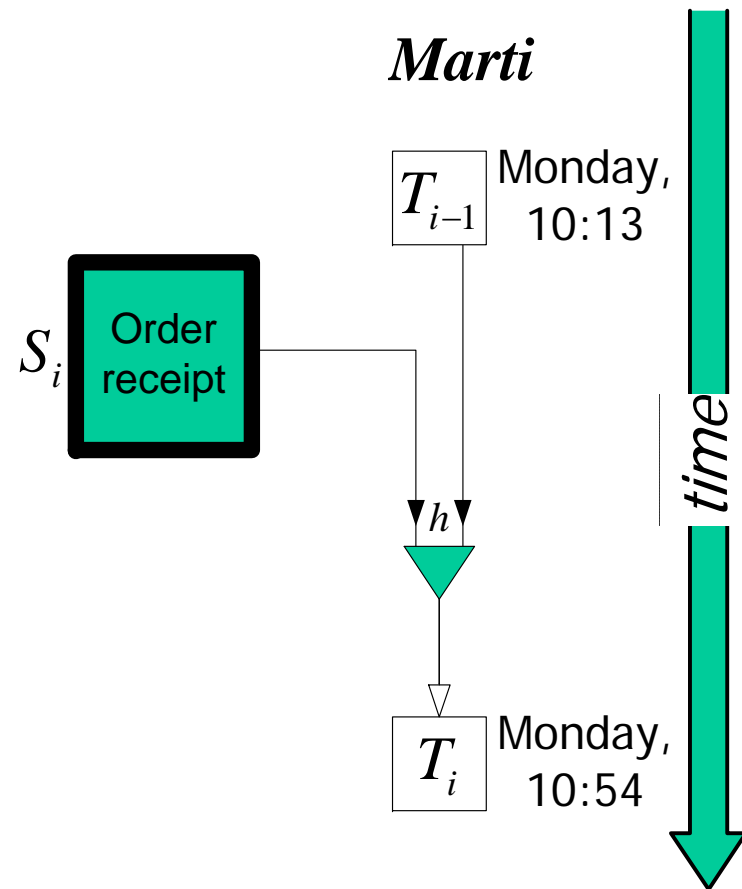 Marti
T_{i-1}
Monday,
10:13
S_i
Order
receipt
time
h
T_i
Monday,
10:54